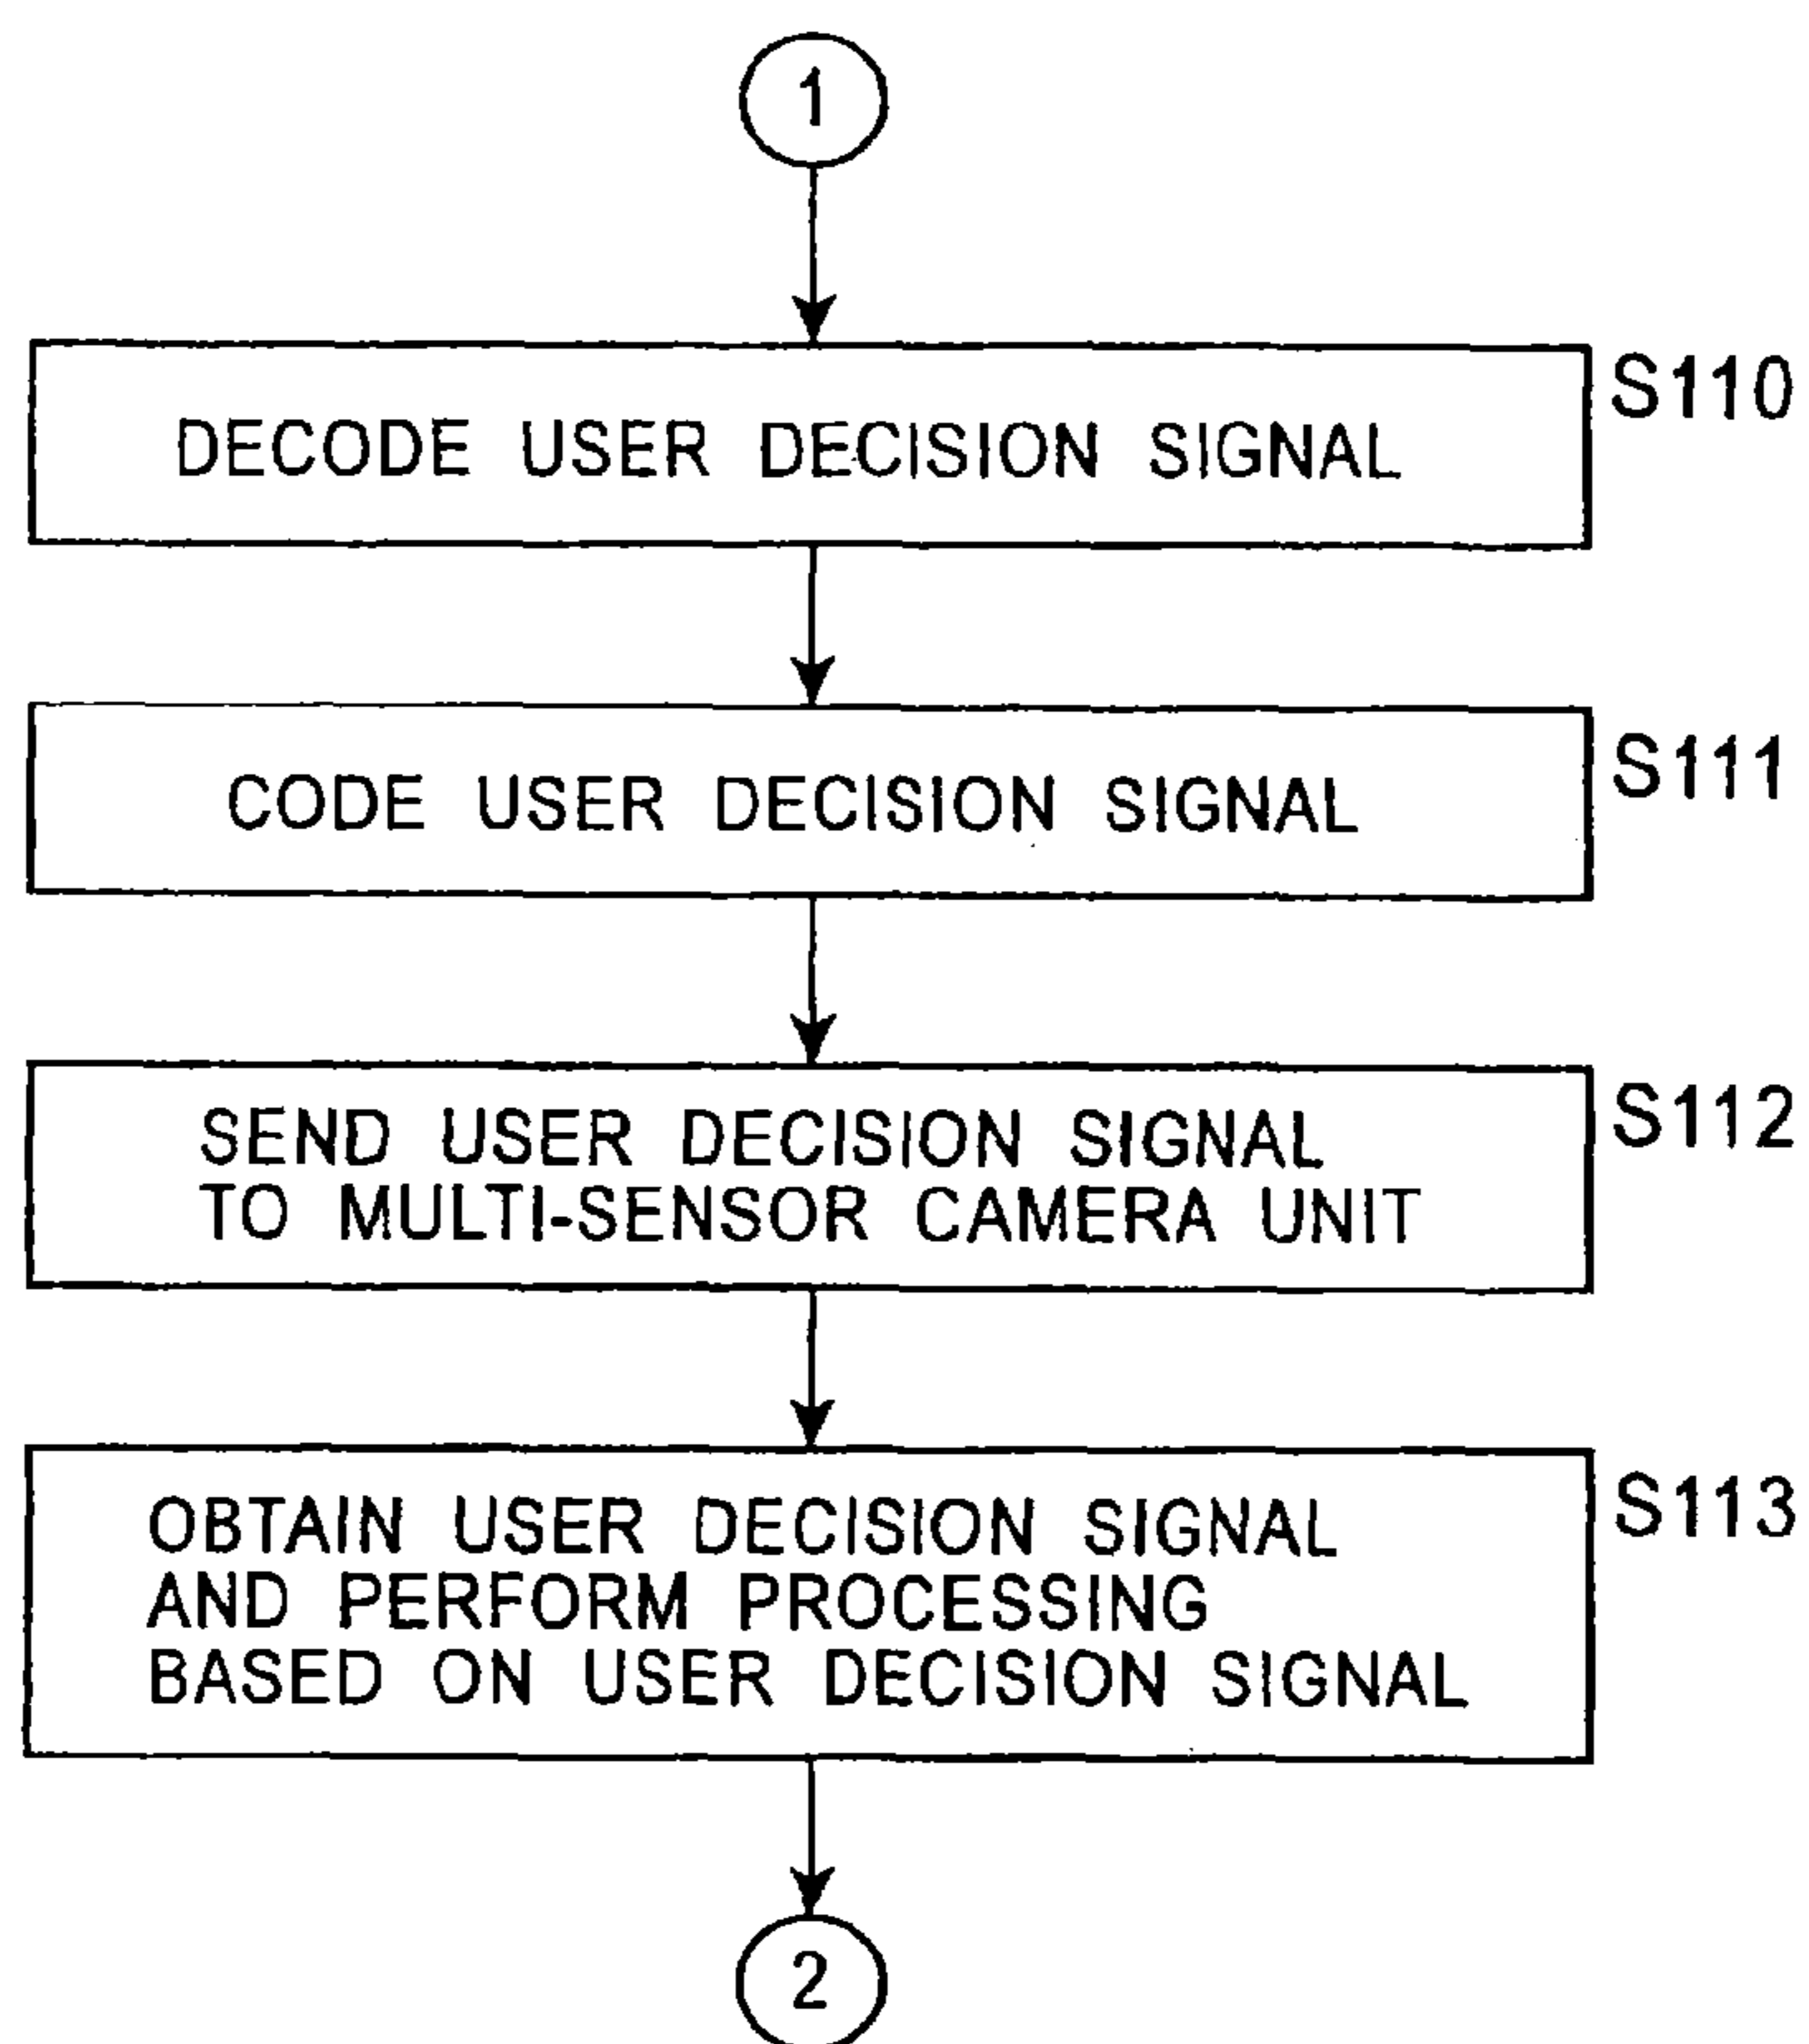 1
DECODE USER DECISION SIGNAL
S110
CODE USER DECISION SIGNAL
S111
SEND USER DECISION SIGNAL
TO MULTI-SENSOR CAMERA UNIT
S112
OBTAIN USER DECISION SIGNAL
AND PERFORM PROCESSING
BASED ON USER DECISION SIGNAL
S113
2